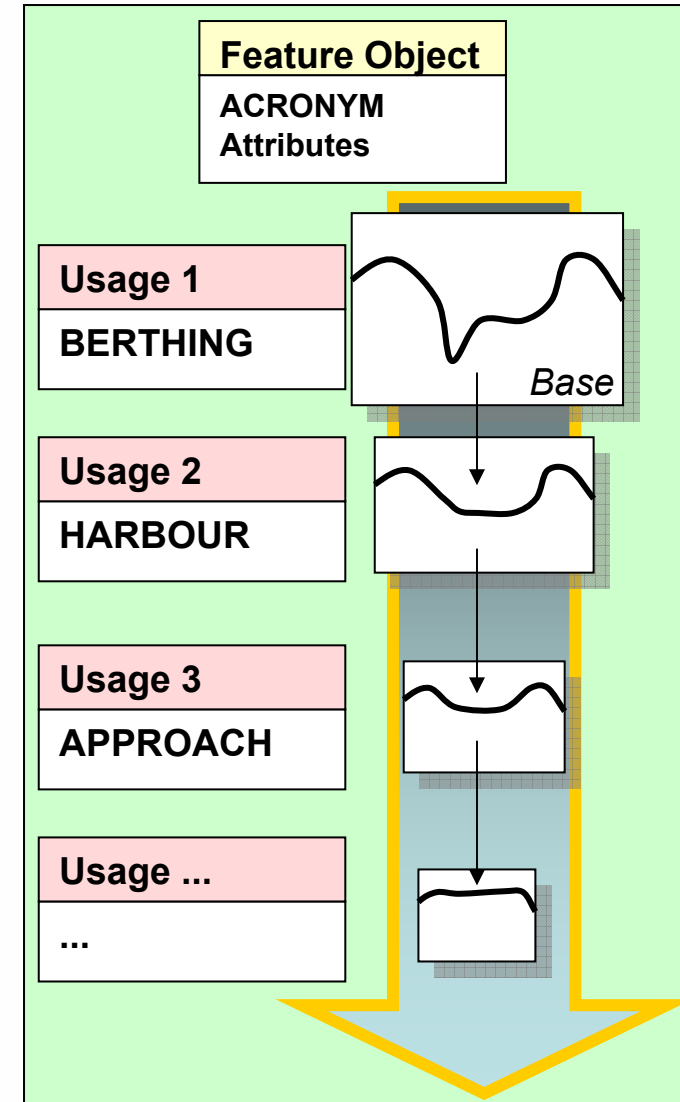 Feature Object
ACRONYM
Attributes
Usage 1
BERTHING
Base
Usage 2
HARBOUR
Usage 3
APPROACH
Usage ...
...